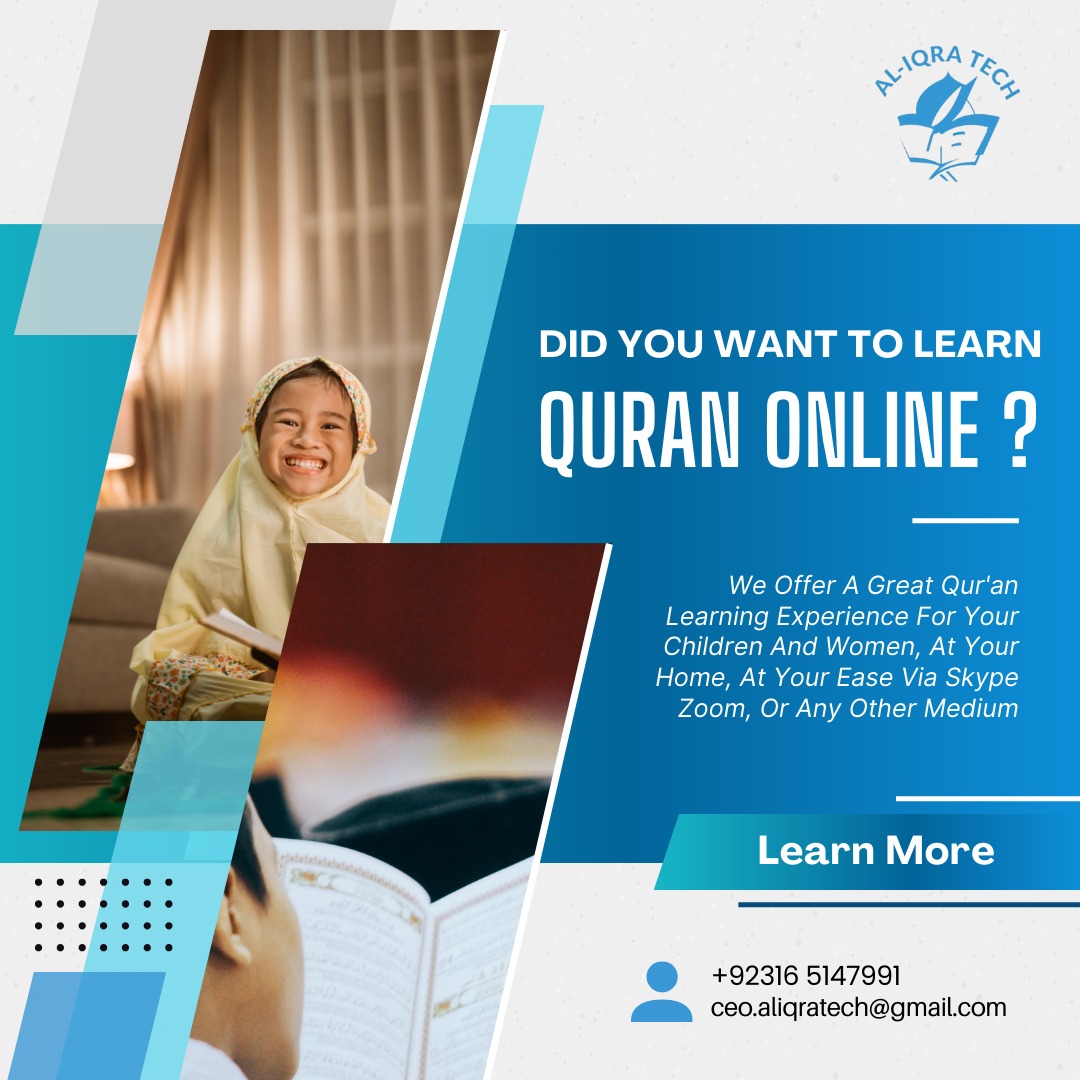 AL-IQRA TECH
DID YOU WANT TO LEARN
QURAN ONLINE ?
We Offer A Great Qur'an
Learning Experience For Your
Children And Women, At Your
Home, At Your Ease Via Skype
Zoom, Or Any Other Medium
Learn More
+92316 5147991
ceo.aliqratech@gmail.com